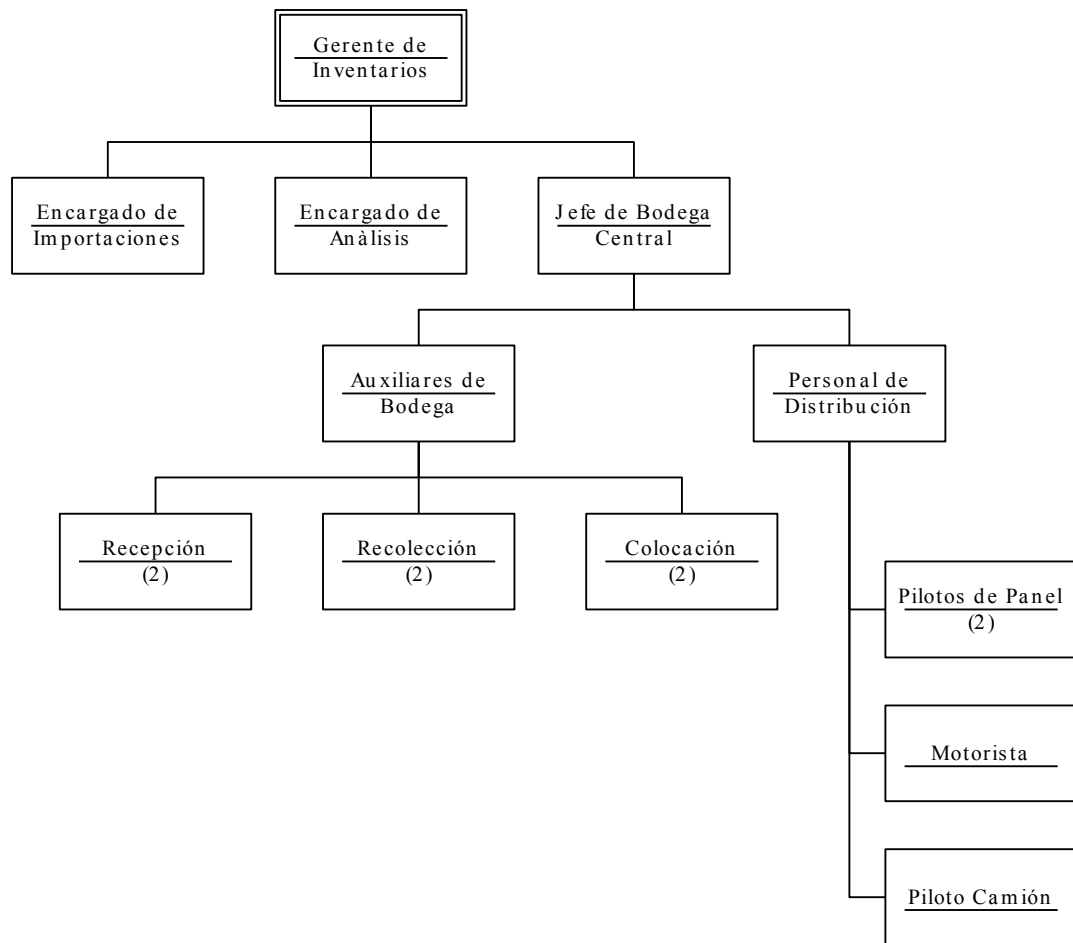 Gerente de
Inventarios
Encargado de
Importaciones
Encargado de
Anàlisis
Jefe de Bodega
Central
Auxiliares de
Bodega
Personal de
Distribución
Recepción
(2)
Recolección
(2)
Colocación
(2)
Pilotos de Panel
(2)
Motorista
Piloto Camión